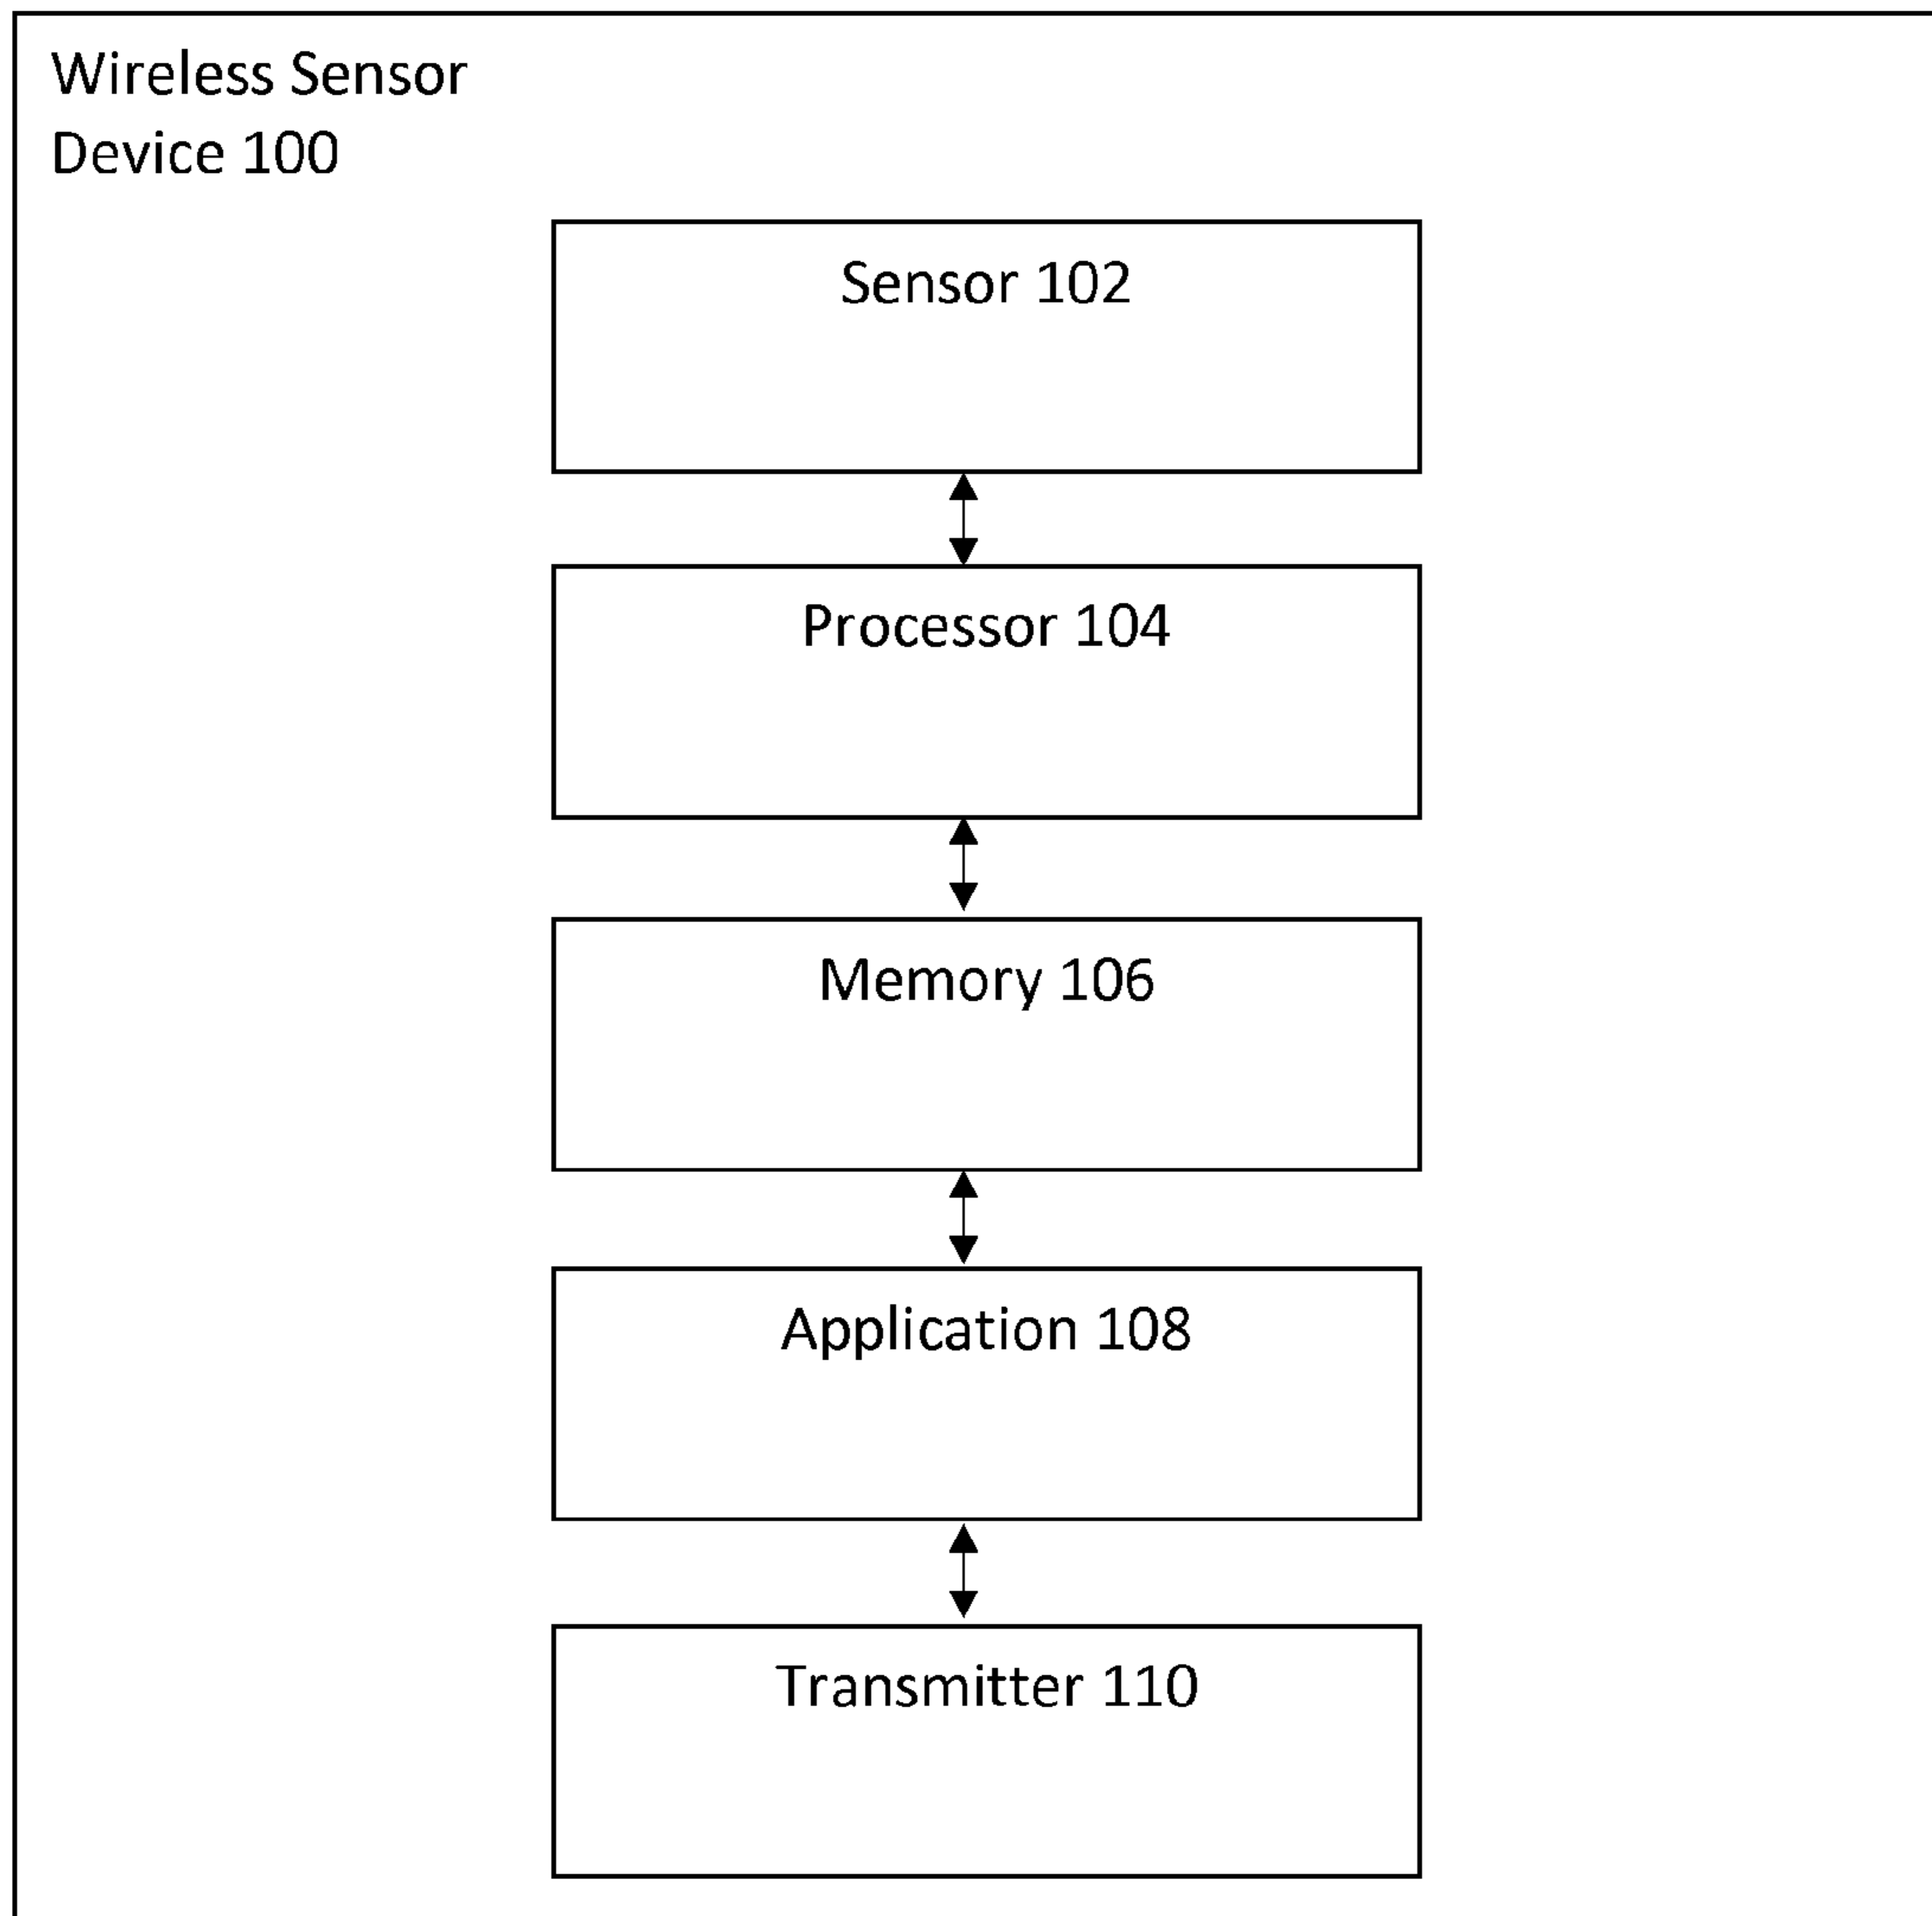 Wireless Sensor
Device 100
Sensor 102
Processor 104
Memory 106
Application 108
Transmitter 110